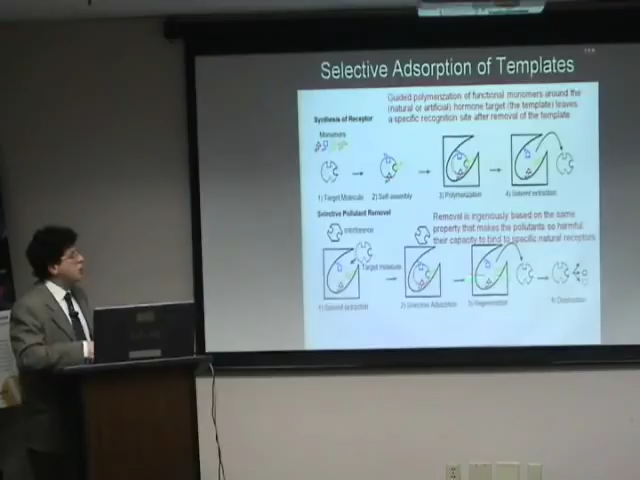 Selective Adsorption of Templates
Guided polymerization of functional monomers around the
(natural or artificial) hormone target (the template) leaves
a specific recognition site after removal of the template
Synthesis of Receptor
Monomers
1) Target Molecule
2) Self-assembly
3) Polymerization
4) Solvent extraction
Selective Pollutant Removal
Removal is ingeniously based on the same
property that makes the pollutants so harmful,
their capacity to bind to specific natural receptors
Interference
Target molecule
1) Solvent extraction
2) Selective Adsorption
3) Regeneration
4) Destruction